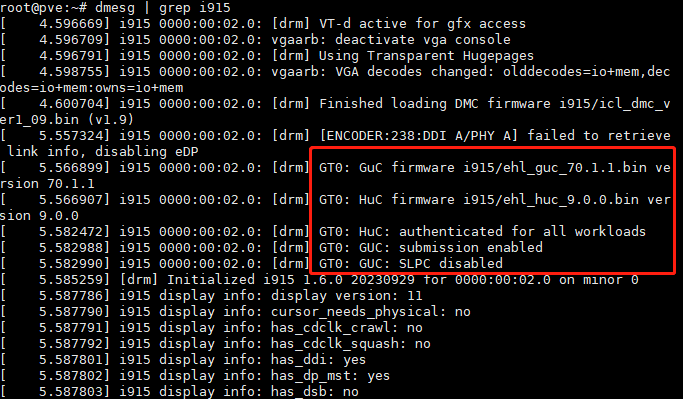 root@pve:~# dmesg | grep i915
[    4.596669] i915 0000:00:02.0: [drm] VT-d active for gfx access
[    4.596709] i915 0000:00:02.0: vgaarb: deactivate vga console
[    4.596791] i915 0000:00:02.0: [drm] Using Transparent Hugepages
[    4.598755] i915 0000:00:02.0: vgaarb: VGA decodes changed: olddecodes=io+mem,dec
odes=io+mem:owns=io+mem
[    4.600704] i915 0000:00:02.0: [drm] Finished loading DMC firmware i915/icl_dmc_v
er1_09.bin (v1.9)
[    5.557324] i915 0000:00:02.0: [drm] [ENCODER:238:DDI A/PHY A] failed to retrieve
 link info, disabling eDP
[    5.566899] i915 0000:00:02.0: [drm] GT0: GuC firmware i915/ehl_guc_70.1.1.bin ve
rsion 70.1.1
[    5.566907] i915 0000:00:02.0: [drm] GT0: HuC firmware i915/ehl_huc_9.0.0.bin ver
sion 9.0.0
[    5.582472] i915 0000:00:02.0: [drm] GT0: HuC: authenticated for all workloads
[    5.582988] i915 0000:00:02.0: [drm] GT0: GUC: submission enabled
[    5.582990] i915 0000:00:02.0: [drm] GT0: GUC: SLPC disabled
[    5.585259] [drm] Initialized i915 1.6.0 20230929 for 0000:00:02.0 on minor 0
[    5.587786] i915 display info: display version: 11
[    5.587790] i915 display info: cursor_needs_physical: no
[    5.587791] i915 display info: has_cdclk_crawl: no
[    5.587792] i915 display info: has_cdclk_squash: no
[    5.587801] i915 display info: has_ddi: yes
[    5.587802] i915 display info: has_dp_mst: yes
[    5.587803] i915 display info: has_dsb: no